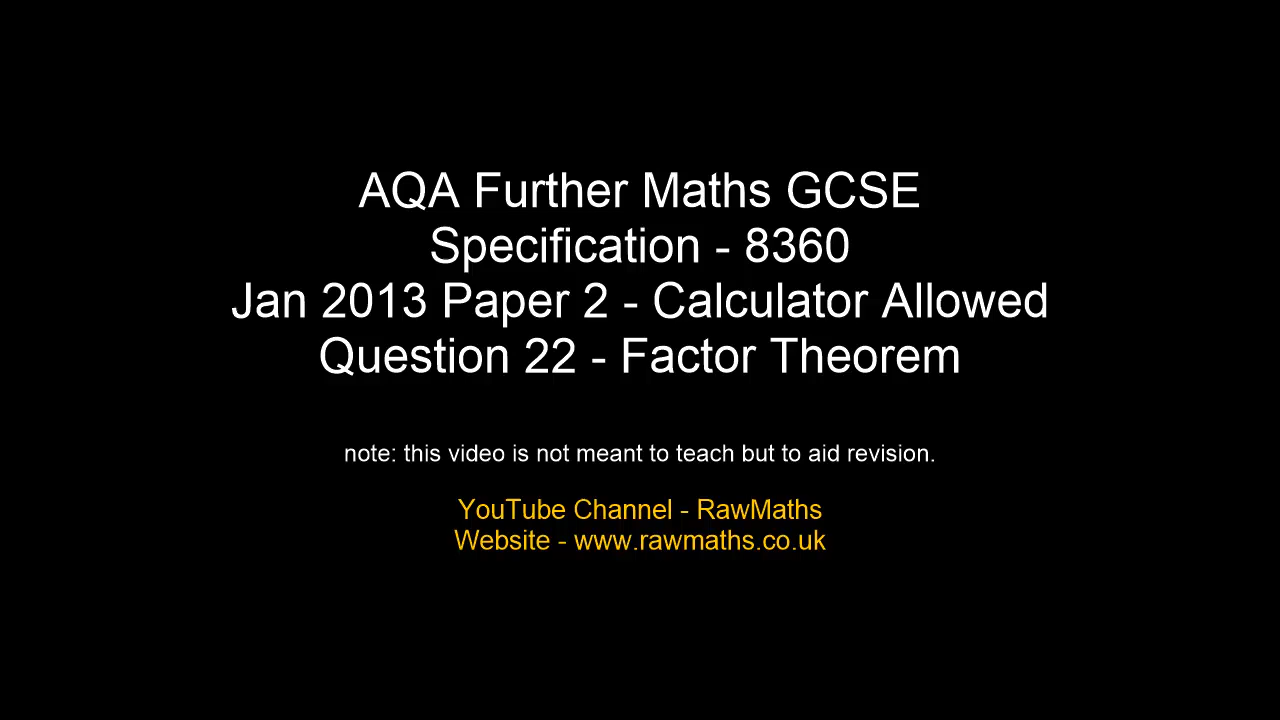 AQA Further Maths GCSE
Specification - 8360
Jan 2013 Paper 2 - Calculator Allowed
Question 22 - Factor Theorem
note: this video is not meant to teach but to aid revision.
YouTube Channel - RawMaths
Website - www.rawmaths.co.uk